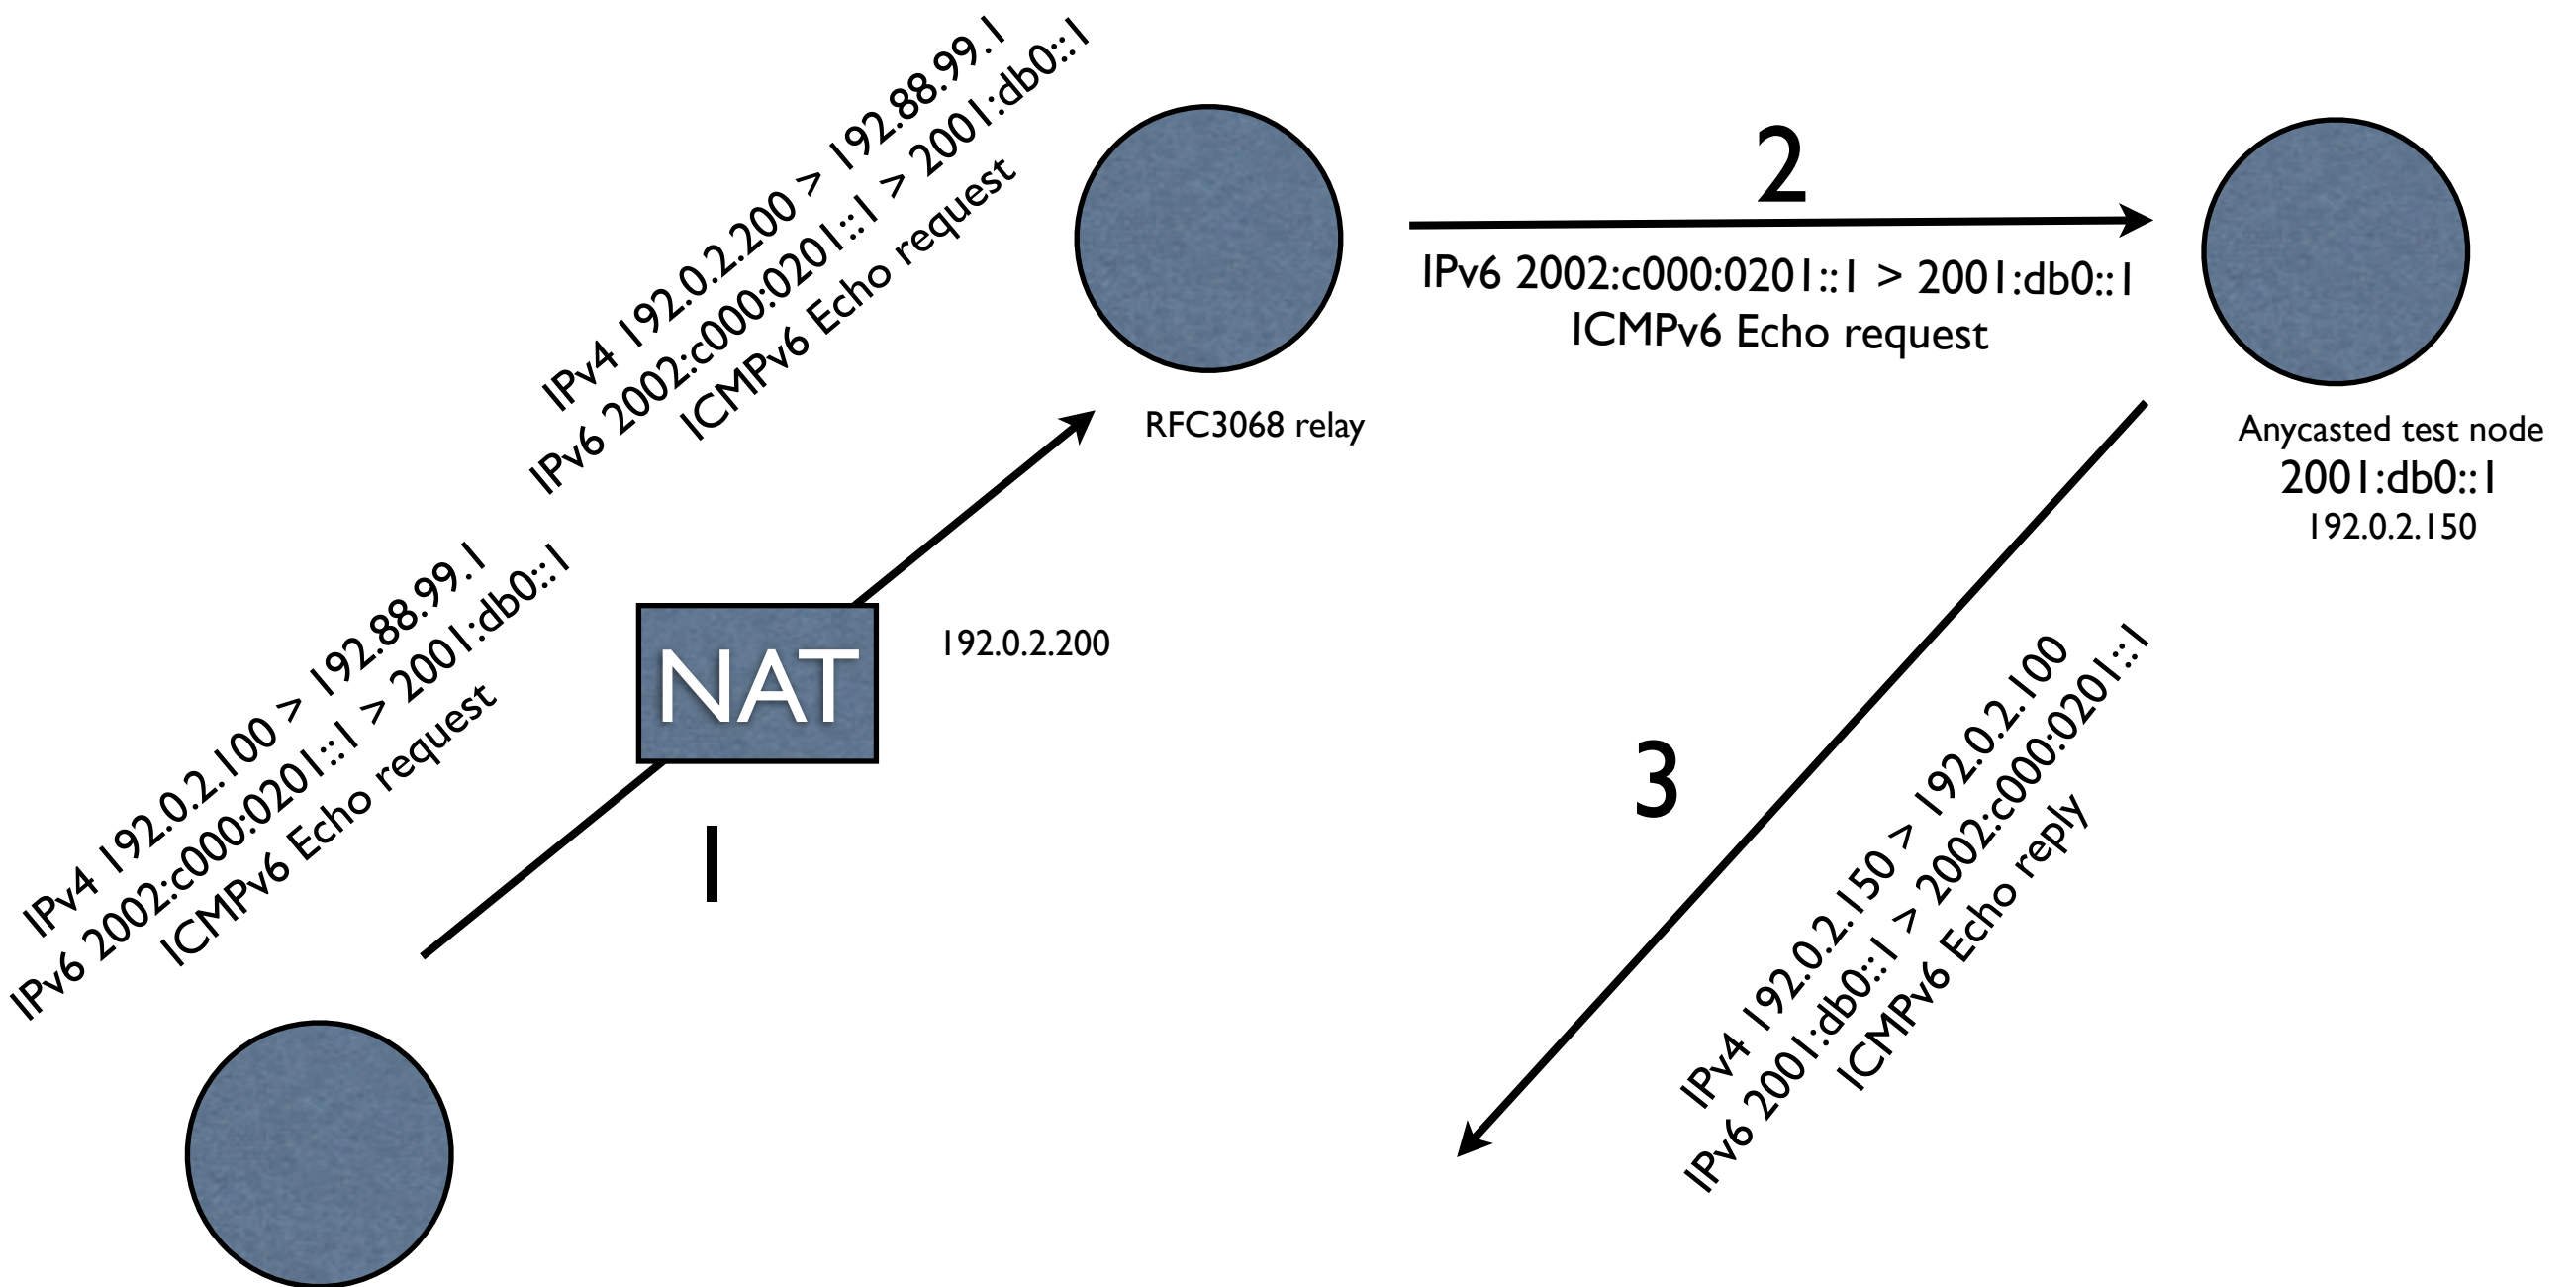 IPv4 192.0.2.200 > 192.88.99.1
IPv6 2002:c000:0201::1 > 2001:db0::1
ICMPv6 Echo request
2
IPv6 2002:c000:0201::1 > 2001:db0::1
ICMPv6 Echo request
RFC3068 relay
Anycasted test node
2001:db0::1
192.0.2.150
IPv4 192.0.2.100 > 192.88.99.1
IPv6 2002:c000:0201::1 > 2001:db0::1
ICMPv6 Echo request
NAT
192.0.2.200
1
3
IPv4 192.0.2.150 > 192.0.2.100
IPv6 2001:db0::1 > 2002:c000:0201::1
ICMPv6 Echo reply